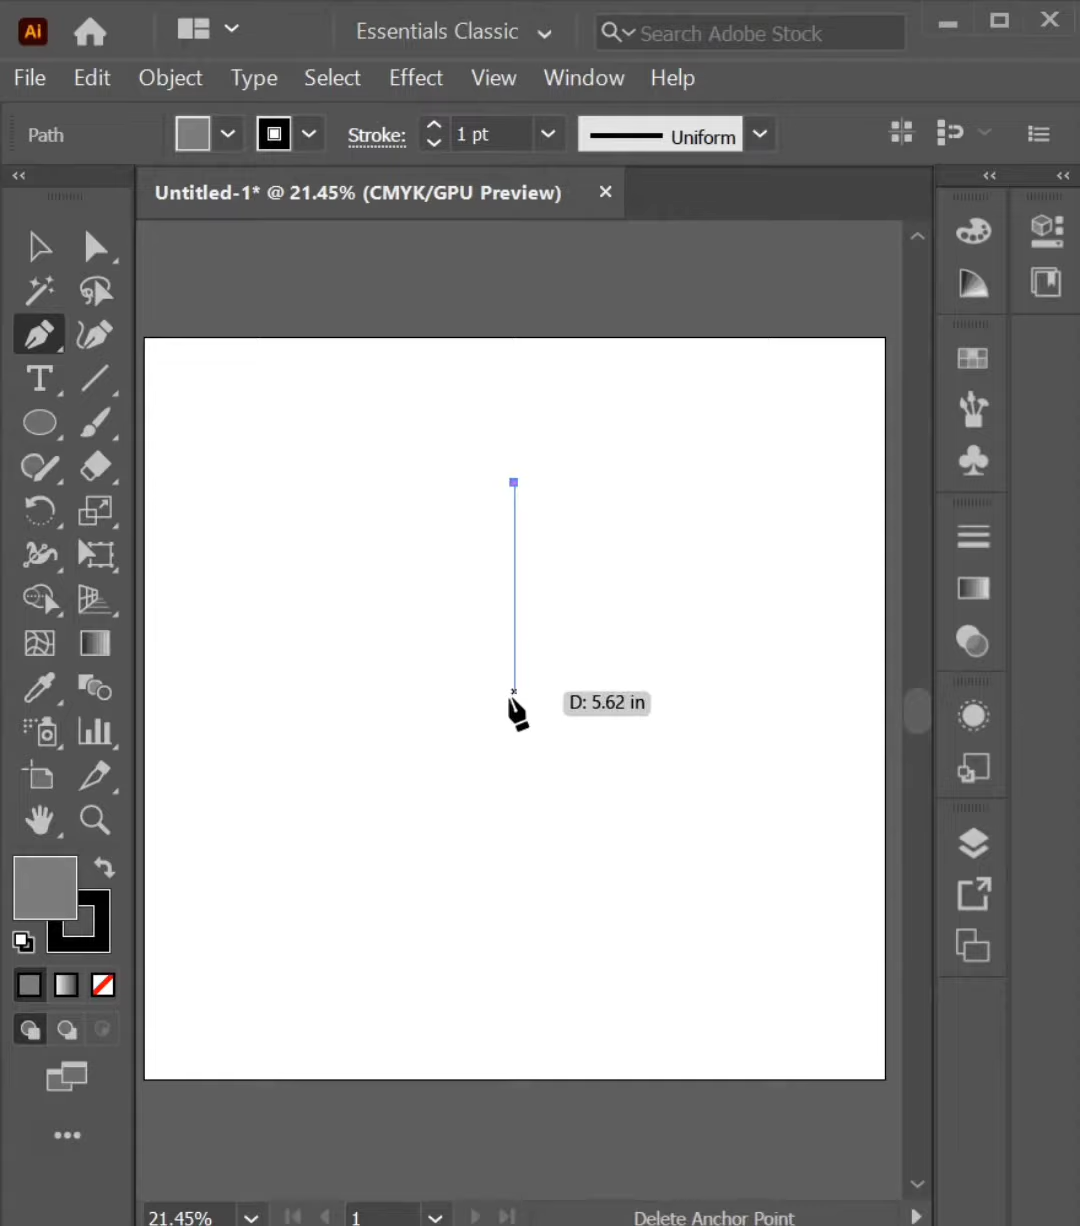 Ai
Essentials Classic
Search Adobe Stock
File Edit Object Type Select Effect View Window Help
Path
Stroke:
1 pt
Uniform
Untitled-1* @ 21.45% (CMYK/GPU Preview)
T
D: 5.62 in
21.45%
1
Delete Anchor Point